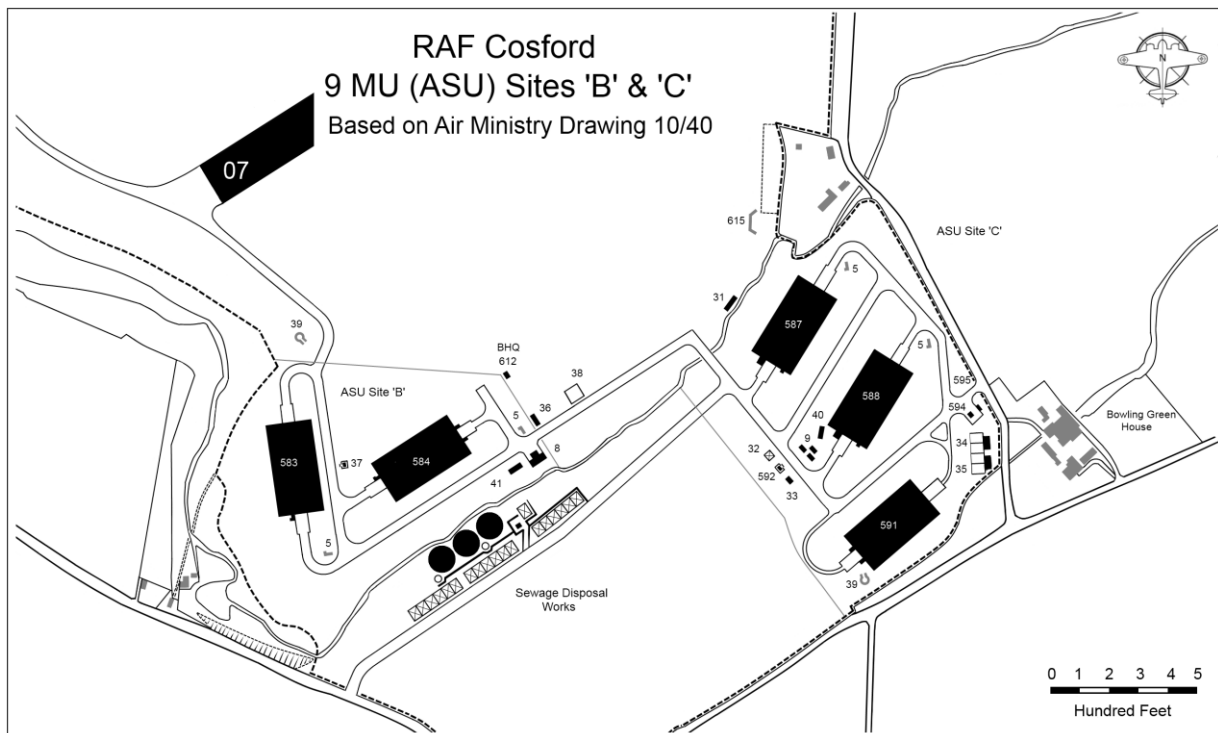 RAF Cosford
9 MU (ASU) Sites 'B' & 'C'
Based on Air Ministry Drawing 10/40
N
07
615
ASU Site 'C'
5
31
587
39
BHQ
612
38
5
595
ASU Site 'B'
588
5
36
594
Bowling Green
House
40
9
34
8
583
584
37
32
35
592
41
33
591
5
39
Sewage Disposal
Works
0 1 2 3 4 5
Hundred Feet